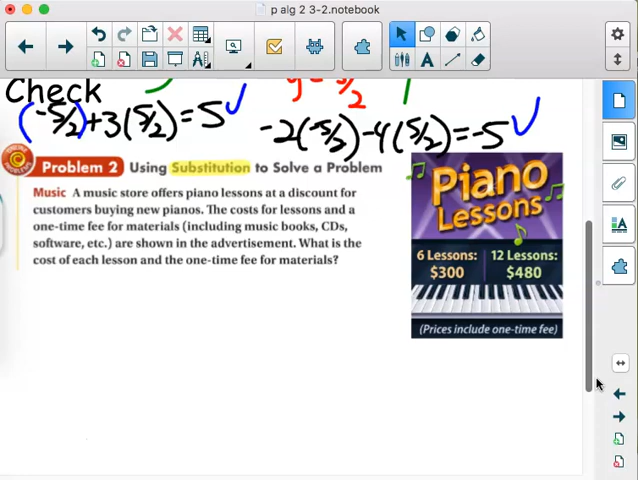 p alg 2 3-2.notebook
Check
(-5/2)+3(5/2)=5✓
-2(-5/2)-4(5/2)=-5✓
Problem 2 Using Substitution to Solve a Problem
Music A music store offers piano lessons at a discount for
customers buying new pianos. The costs for lessons and a
one-time fee for materials (including music books, CDs,
software, etc.) are shown in the advertisement. What is the
cost of each lesson and the one-time fee for materials?
Piano
Lessons
6 Lessons:
$300
12 Lessons:
$480
(Prices include one-time fee)